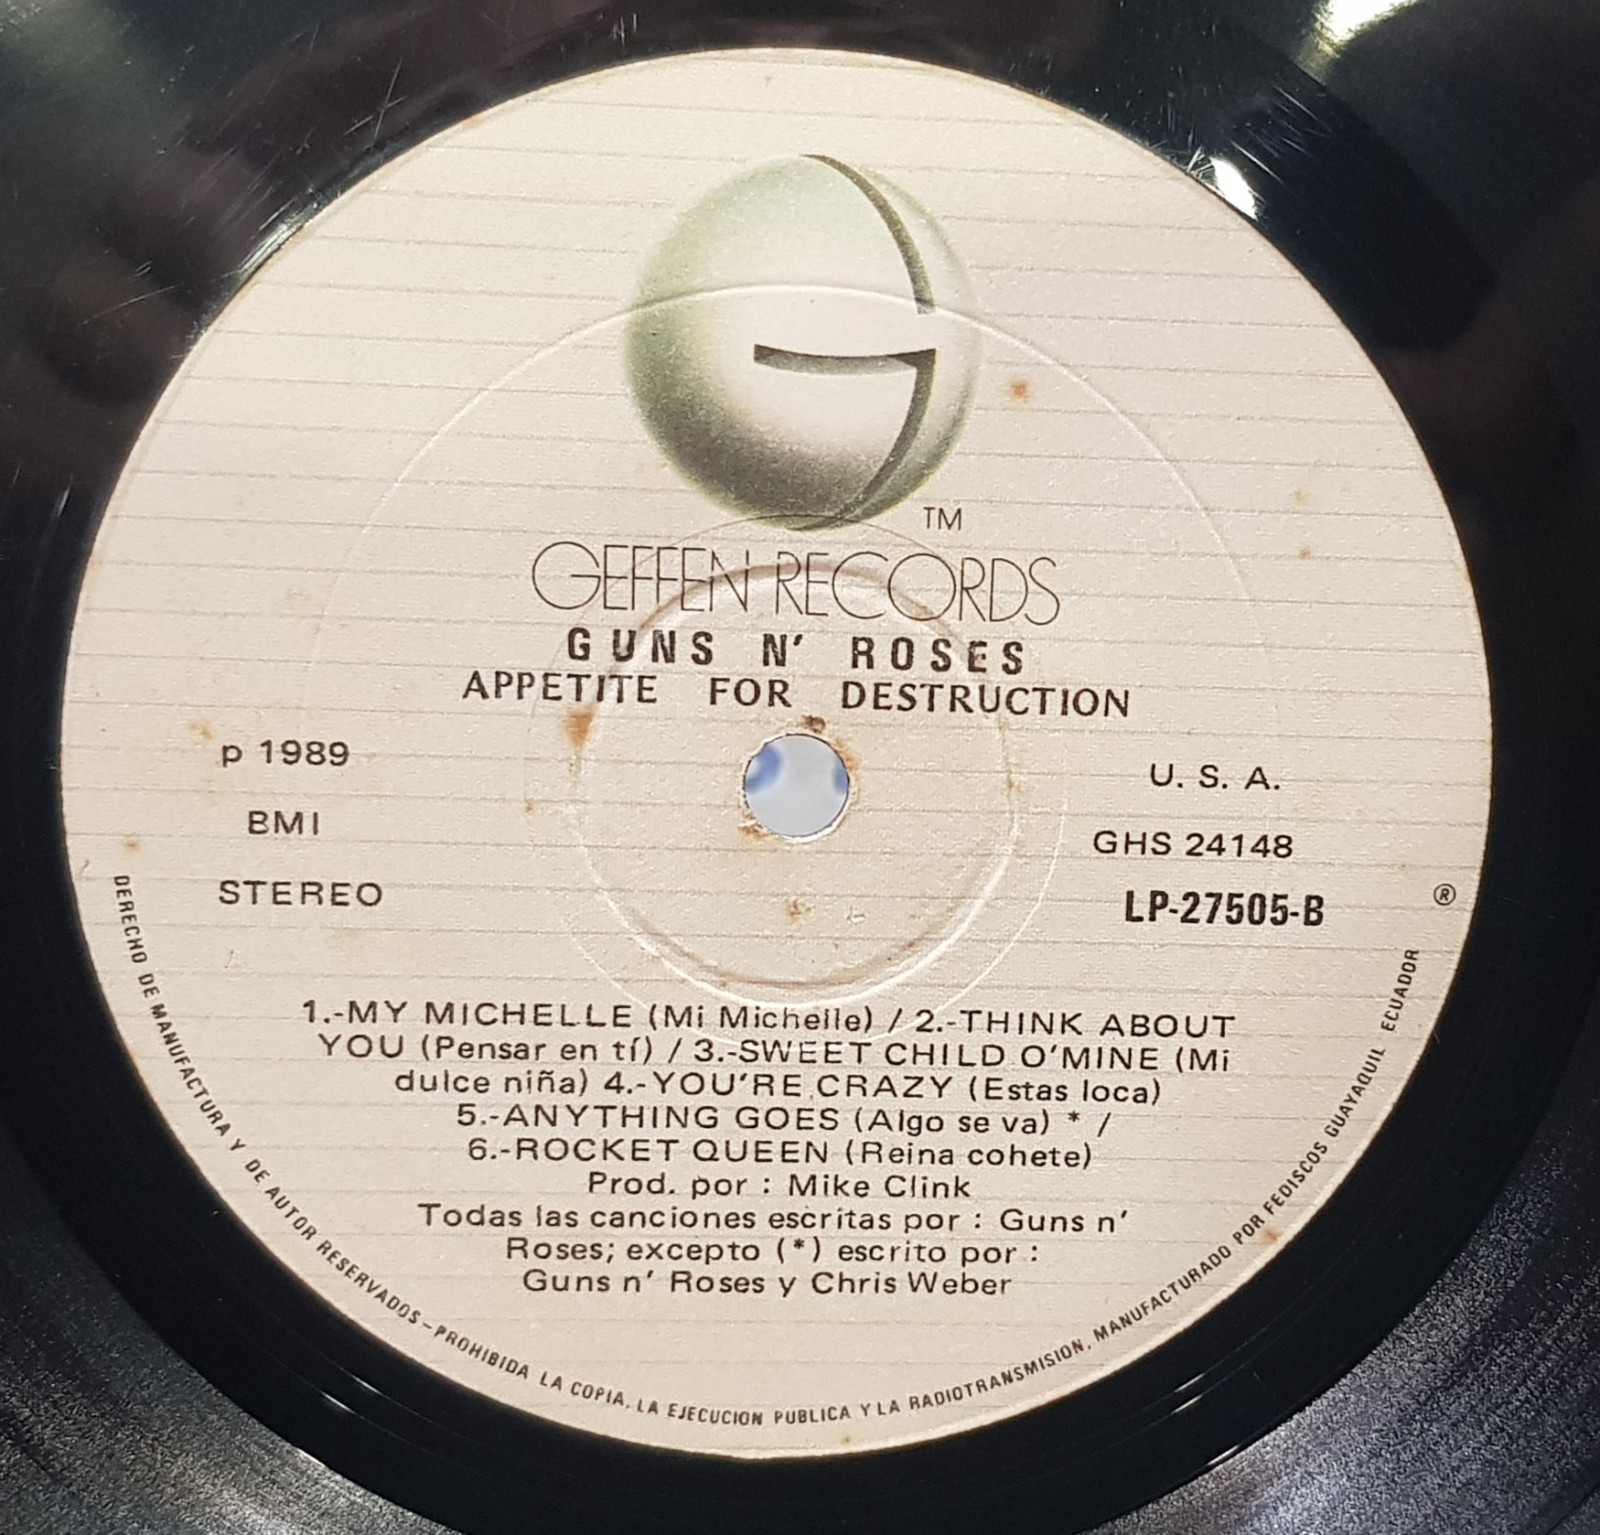 TM
GEFFEN RECORDS
GUNS N' ROSES
APPETITE FOR DESTRUCTION
p 1989
BMI
STEREO
U. S. A.
GHS 24148
LP-27505-B
®
1.-MY MICHELLE (Mi Michelle) / 2.-THINK ABOUT
YOU (Pensar en tí) / 3.-SWEET CHILD O'MINE (Mi
dulce niña) 4.-YOU'RE CRAZY (Estas loca)
5.-ANYTHING GOES (Algo se va) * /
6.-ROCKET QUEEN (Reina cohete)
Prod. por : Mike Clink
Todas las canciones escritas por : Guns n'
Roses; excepto (*) escrito por :
Guns n' Roses y Chris Weber
DERECHO DE MANUFACTURA Y DE AUTOR RESERVADOS - PROHIBIDA LA COPIA, LA EJECUCION PUBLICA Y LA RADIOTRANSMISION, MANUFACTURADO POR FEDISCOS GUAYAQUIL ECUADOR